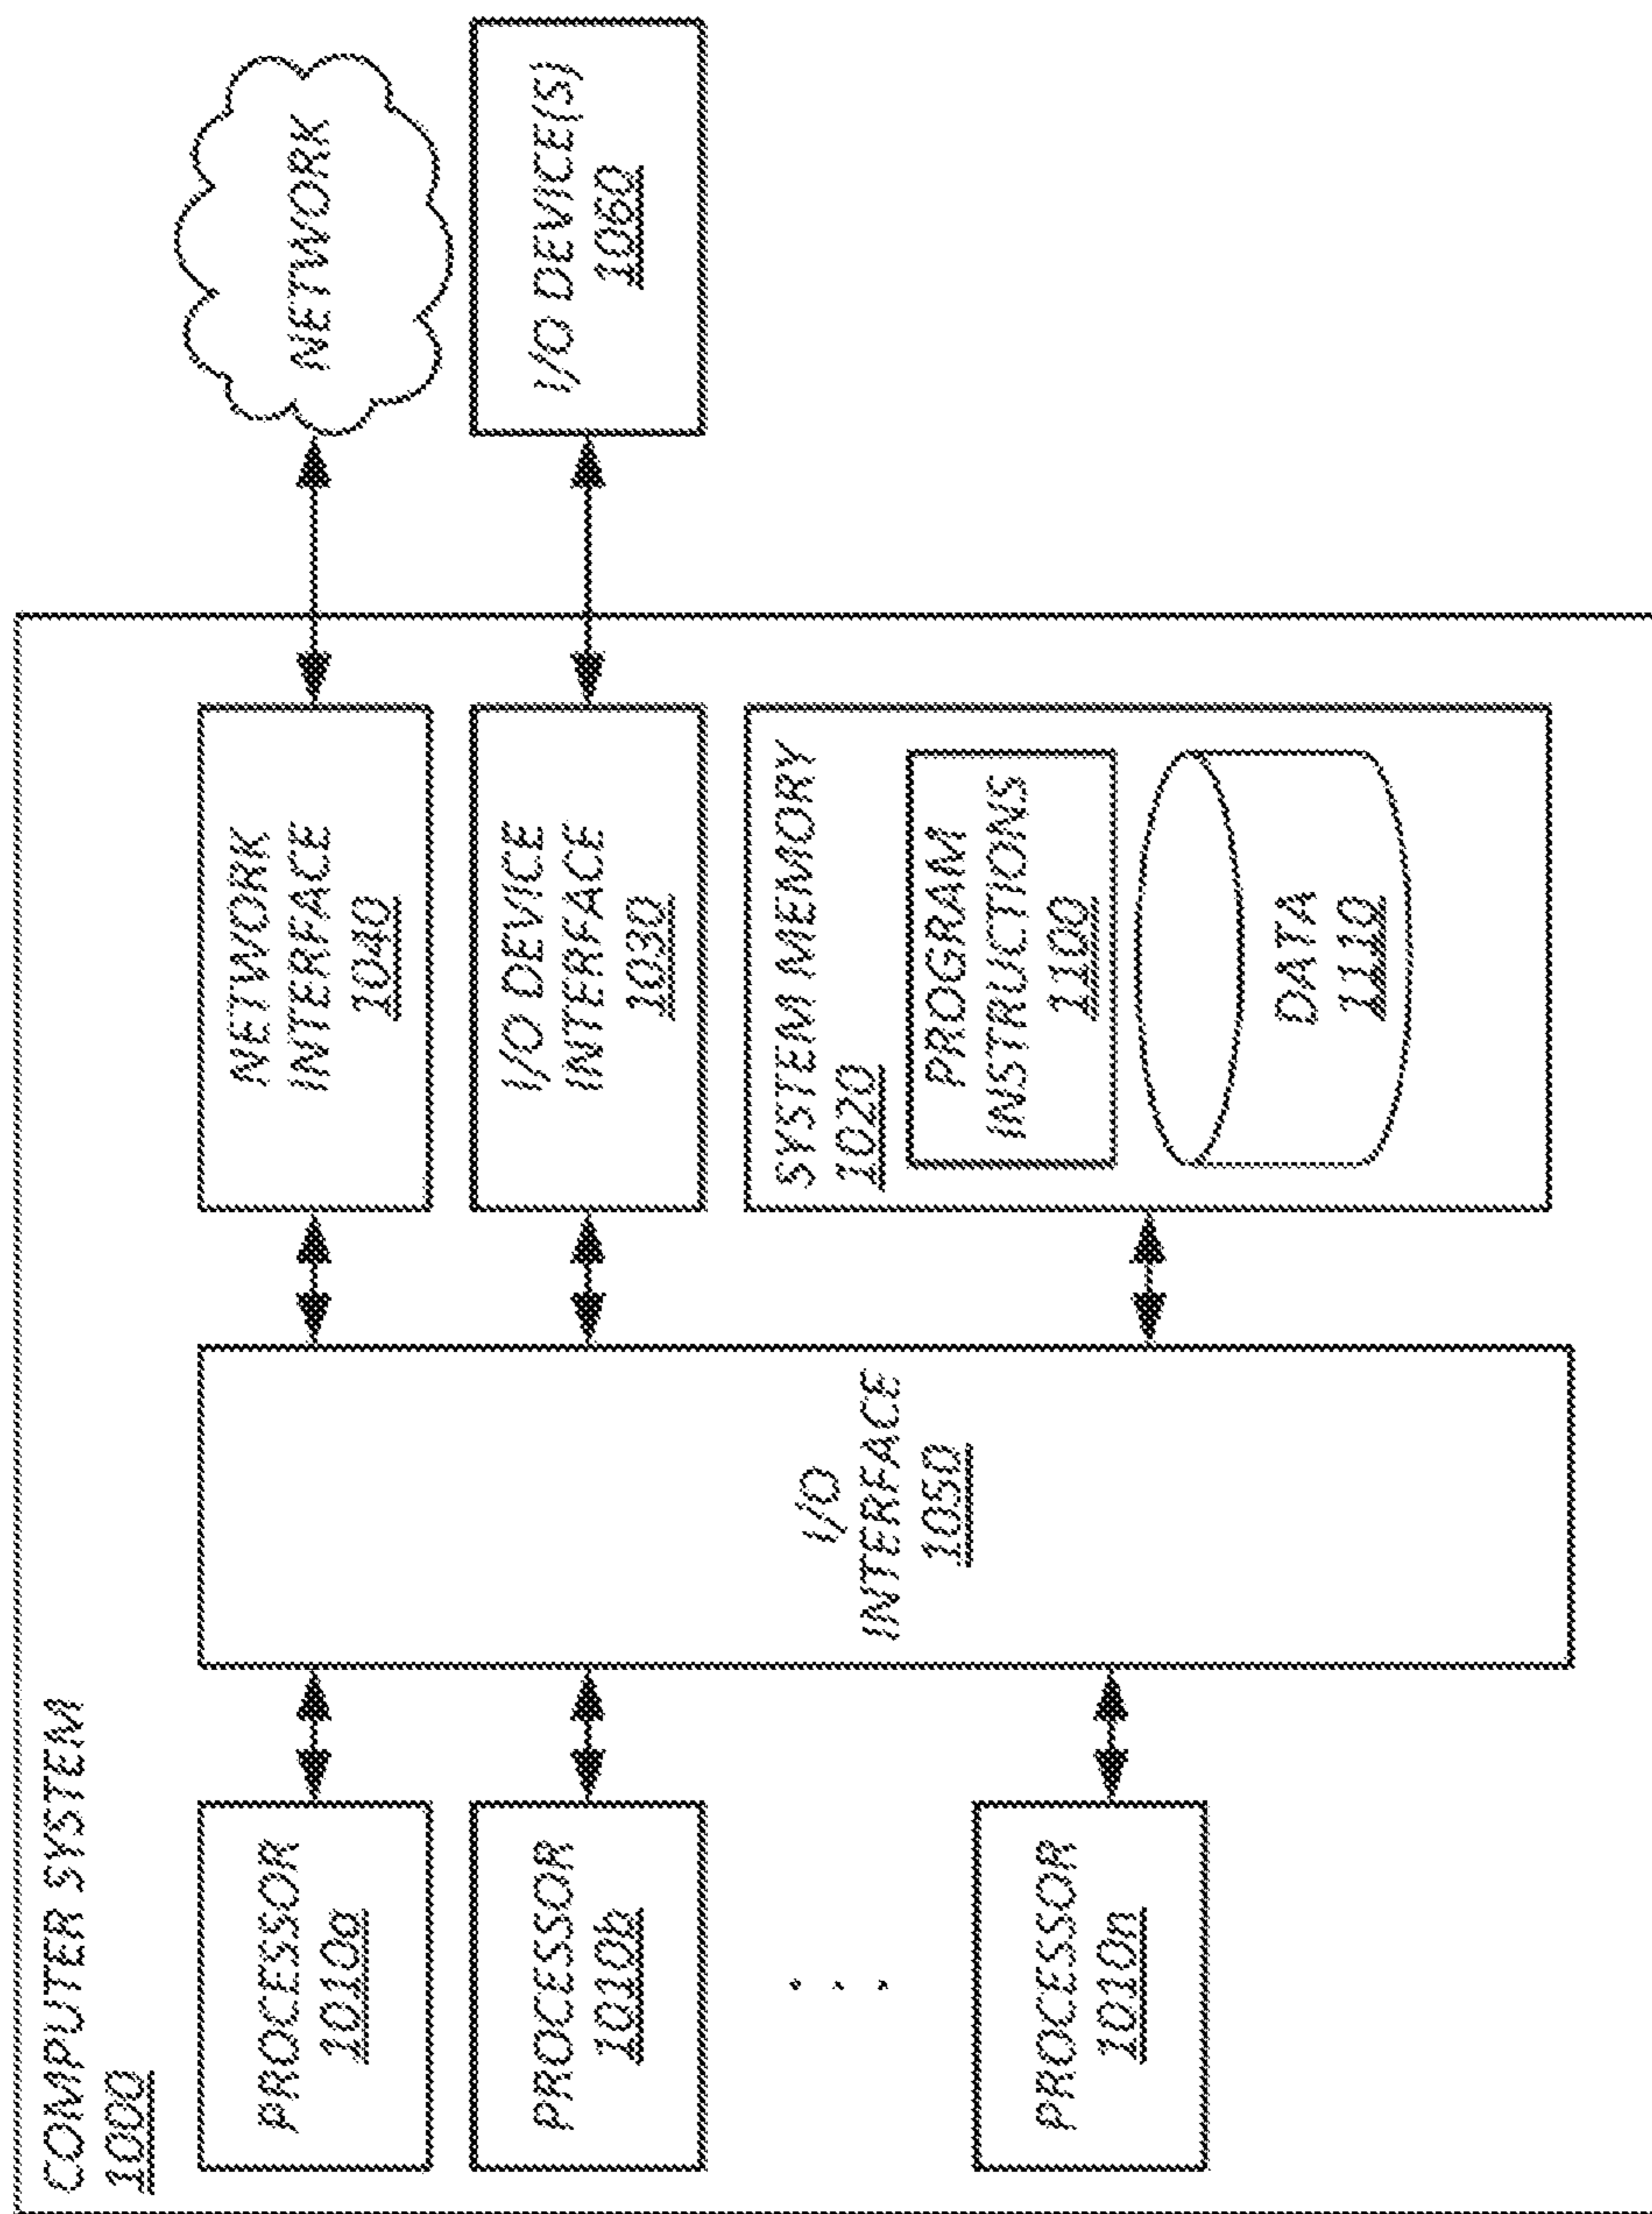 COMPUTER SYSTEM
1000
PROCESSOR
1010a
PROCESSOR
1010b
. . .
PROCESSOR
1010n
I/O
INTERFACE
1050
NETWORK
INTERFACE
1040
I/O DEVICE
INTERFACE
1030
SYSTEM MEMORY
1020
PROGRAM
INSTRUCTIONS
1100
DATA
1110
NETWORK
I/O DEVICE(S)
1060